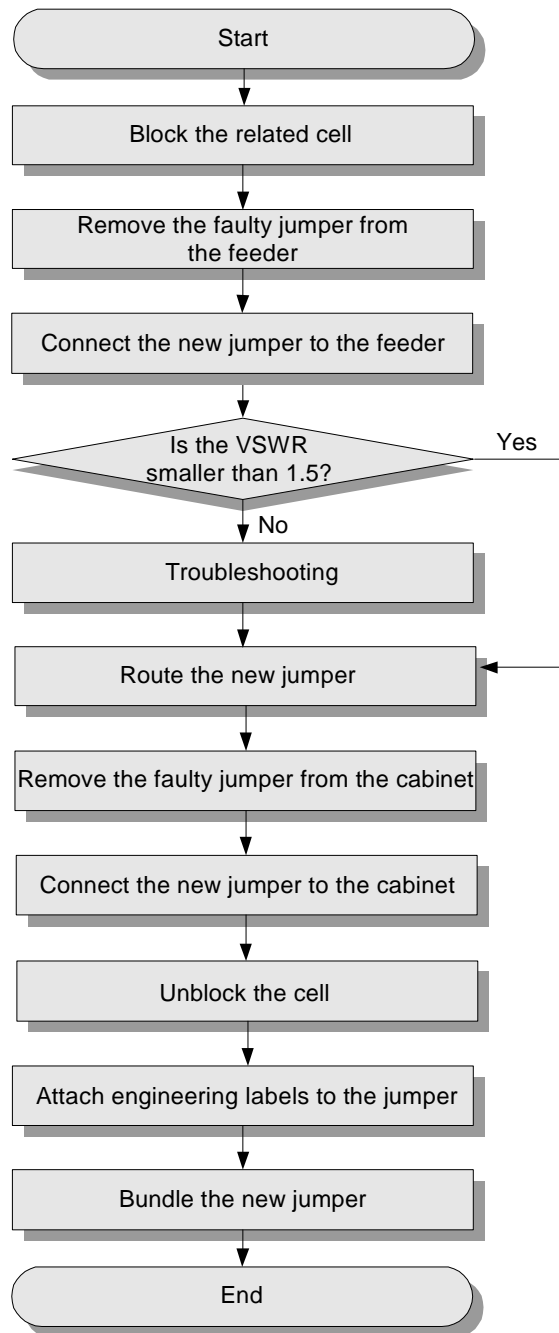 Start
Block the related cell
Remove the faulty jumper from
the feeder
Connect the new jumper to the feeder
Is the VSWR
smaller than 1.5?
Yes
No
Troubleshooting
Route the new jumper
Remove the faulty jumper from the cabinet
Connect the new jumper to the cabinet
Unblock the cell
Attach engineering labels to the jumper
Bundle the new jumper
End